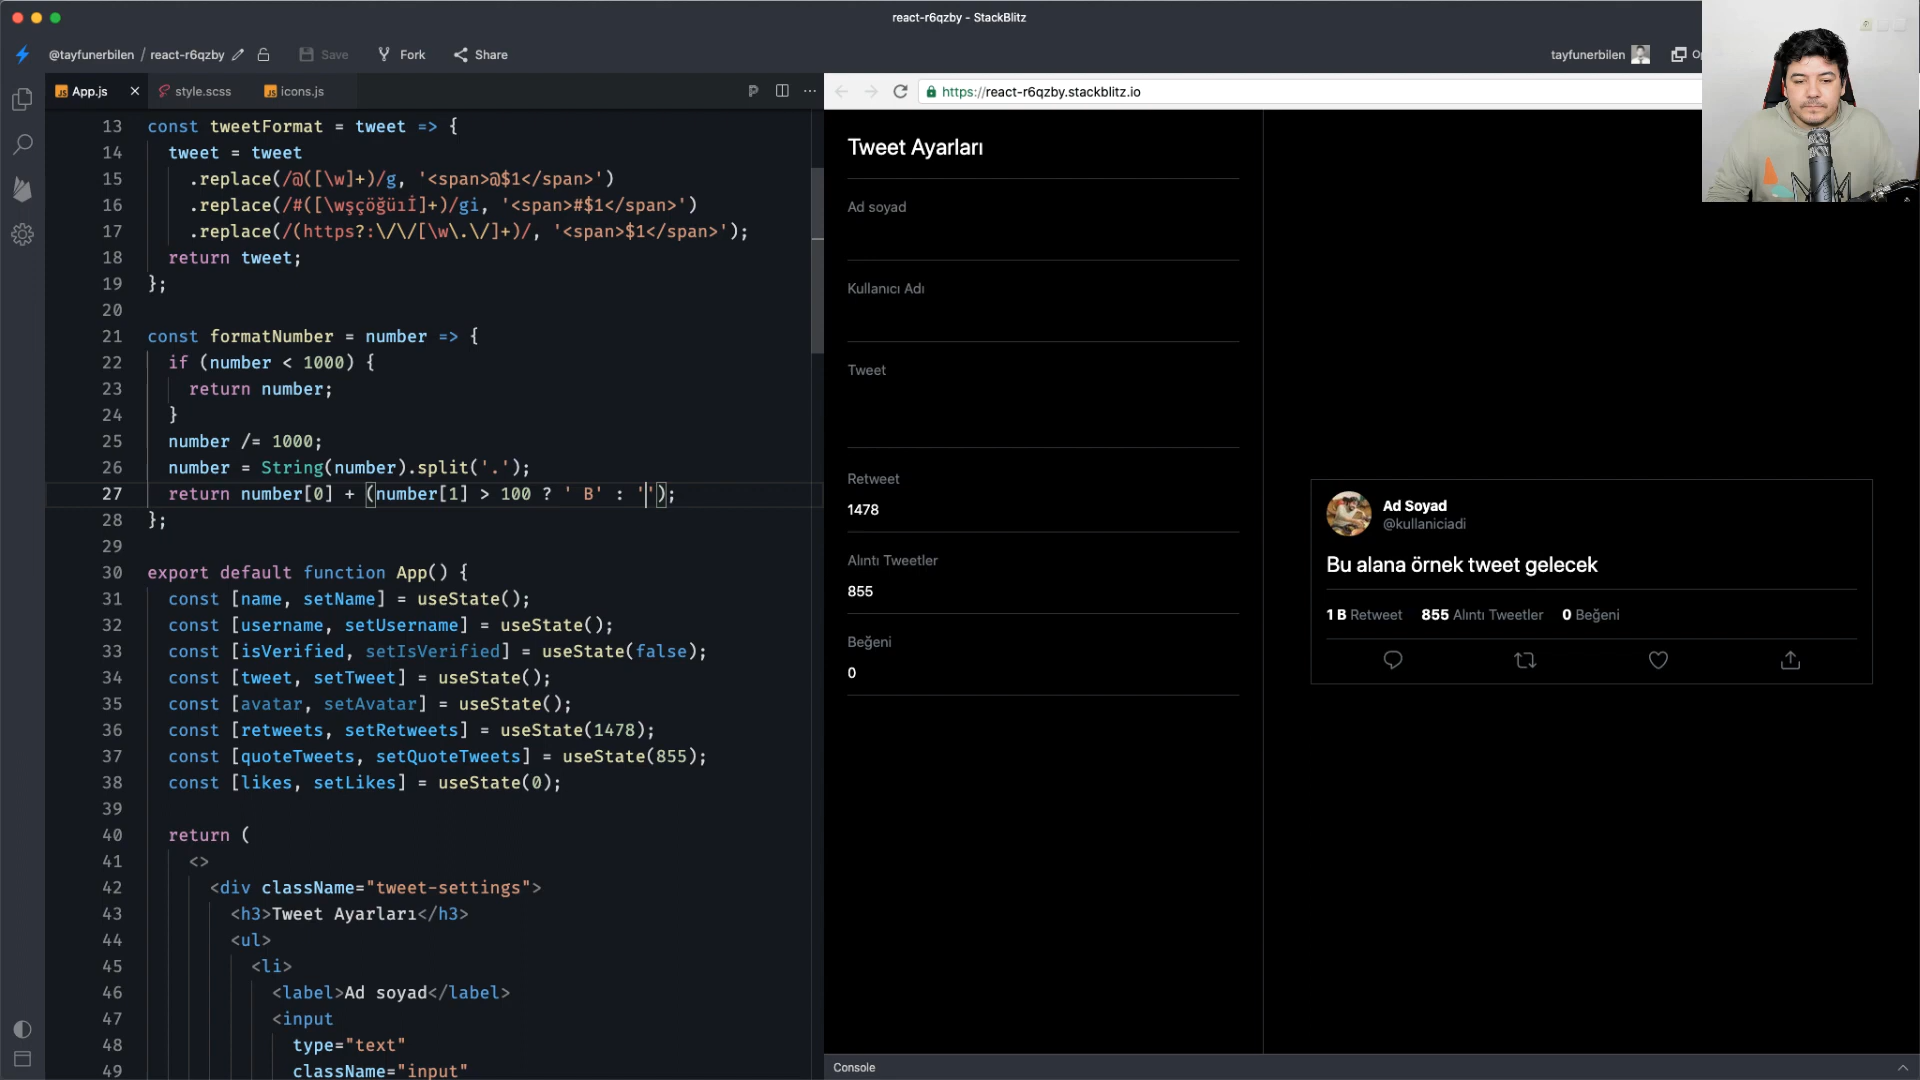 react-r6qzby - StackBlitz
@tayfunerbilen / react-r6qzby Save Fork Share tayfunerbilen
App.js style.scss icons.js
https://react-r6qzby.stackblitz.io
13 const tweetFormat = tweet => {
14 tweet = tweet
15 .replace(/@([\w]+)/g, '<span>@$1</span>')
16 .replace(/#([\wşçöğüıİ]+)/gi, '<span>#$1</span>')
17 .replace(/(https?:\/\/[\w\.\/]+)/, '<span>$1</span>');
18 return tweet;
19 };
20
21 const formatNumber = number => {
22 if (number < 1000) {
23 return number;
24 }
25 number /= 1000;
26 number = String(number).split('.');
27 return number[0] + (number[1] > 100 ? ' B' : '');
28 };
29
30 export default function App() {
31 const [name, setName] = useState();
32 const [username, setUsername] = useState();
33 const [isVerified, setIsVerified] = useState(false);
34 const [tweet, setTweet] = useState();
35 const [avatar, setAvatar] = useState();
36 const [retweets, setRetweets] = useState(1478);
37 const [quoteTweets, setQuoteTweets] = useState(855);
38 const [likes, setLikes] = useState(0);
39
40 return (
41 <>
42 <div className="tweet-settings">
43 <h3>Tweet Ayarları</h3>
44 <ul>
45 <li>
46 <label>Ad soyad</label>
47 <input
48 type="text"
49 className="input"
Tweet Ayarları
Ad soyad
Kullanıcı Adı
Tweet
Retweet
1478
Alıntı Tweetler
855
Beğeni
0
Ad Soyad
@kullaniciadi
Bu alana örnek tweet gelecek
1 B Retweet 855 Alıntı Tweetler 0 Beğeni
Console